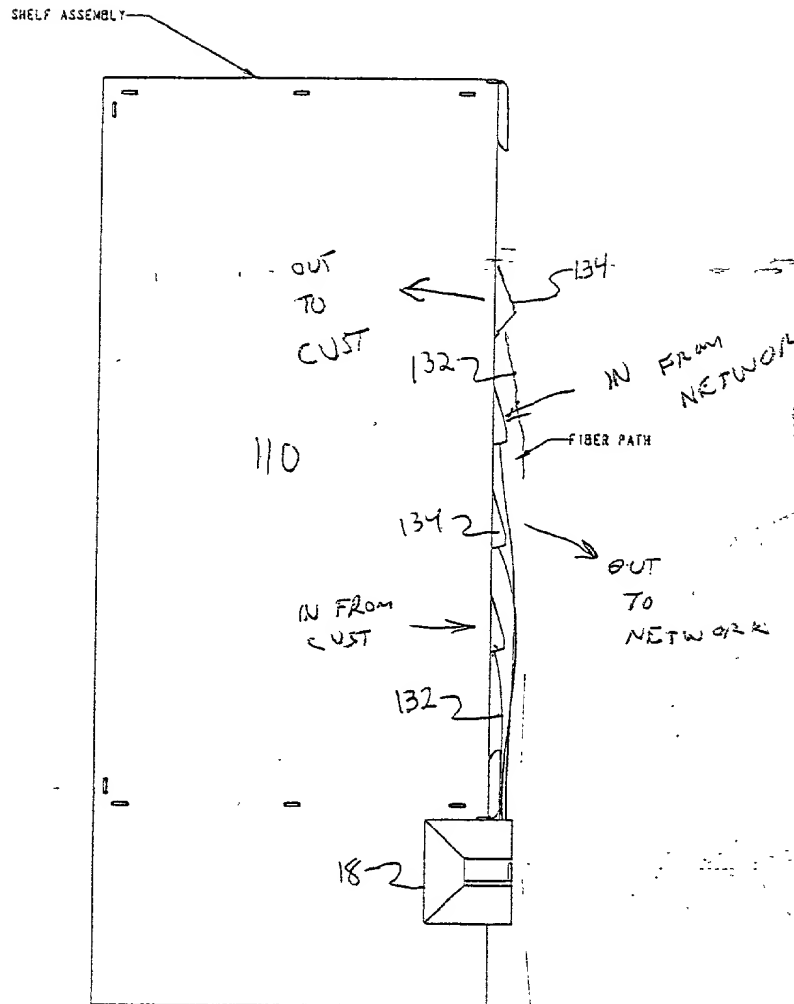 SHELF ASSEMBLY
OUT
TO
CUST
134
132
IN FROM
NETWOR
FIBER PATH
110
134
OUT
TO
NETWORK
IN FROM
CUST
132
18